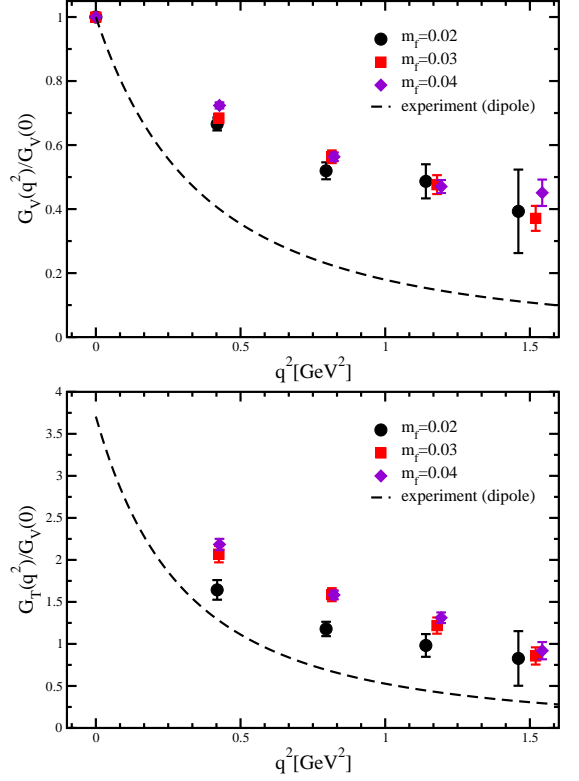 m_f=0.02
m_f=0.03
m_f=0.04
experiment (dipole)
G_V(q^2)/G_V(0)
1
0.8
0.6
0.4
0.2
0
0 0.5 1 1.5
q^2[GeV^2]
m_f=0.02
m_f=0.03
m_f=0.04
experiment (dipole)
G_T(q^2)/G_V(0)
4
3.5
3
2.5
2
1.5
1
0.5
0
0 0.5 1 1.5
q^2[GeV^2]